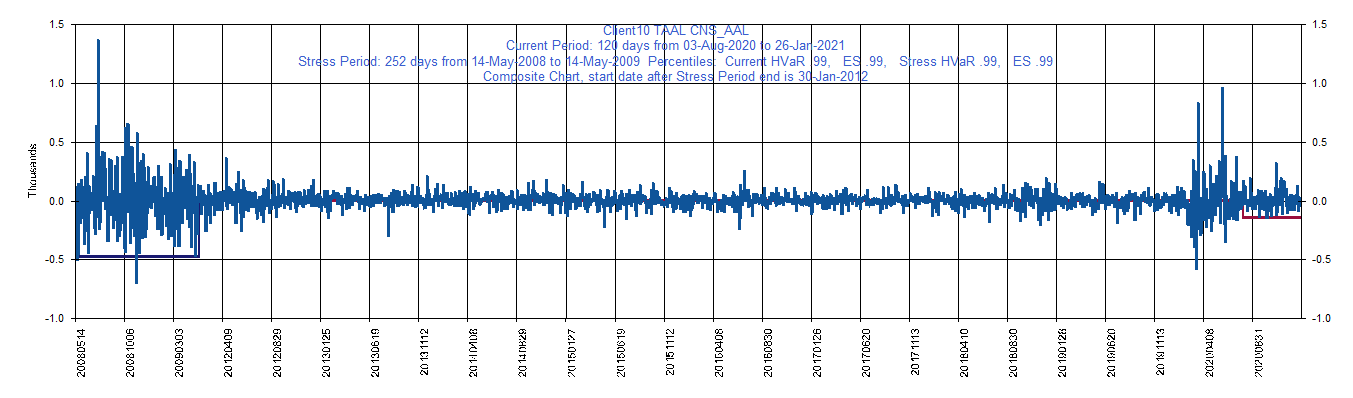 Client10 TAAL CNS_AAL
Current Period: 120 days from 03-Aug-2020 to 26-Jan-2021
Stress Period: 252 days from 14-May-2008 to 14-May-2009 Percentiles: Current HVaR .99, ES .99, Stress HVaR .99, ES .99
Composite Chart, start date after Stress Period end is 30-Jan-2012
1.5 1.5
1.0 1.0
0.5 0.5
Thousands
0.0 0.0
-0.5 -0.5
-1.0 -1.0
20080514 20081006 20090303 20120409 20120829 20130125 20130619 20131112 20140408 20140829 20150127 20150619 20151112 20160408 20160830 20170126 20170620 20171113 20180410 20180830 20190128 20190620 20191113 20200408 20200831